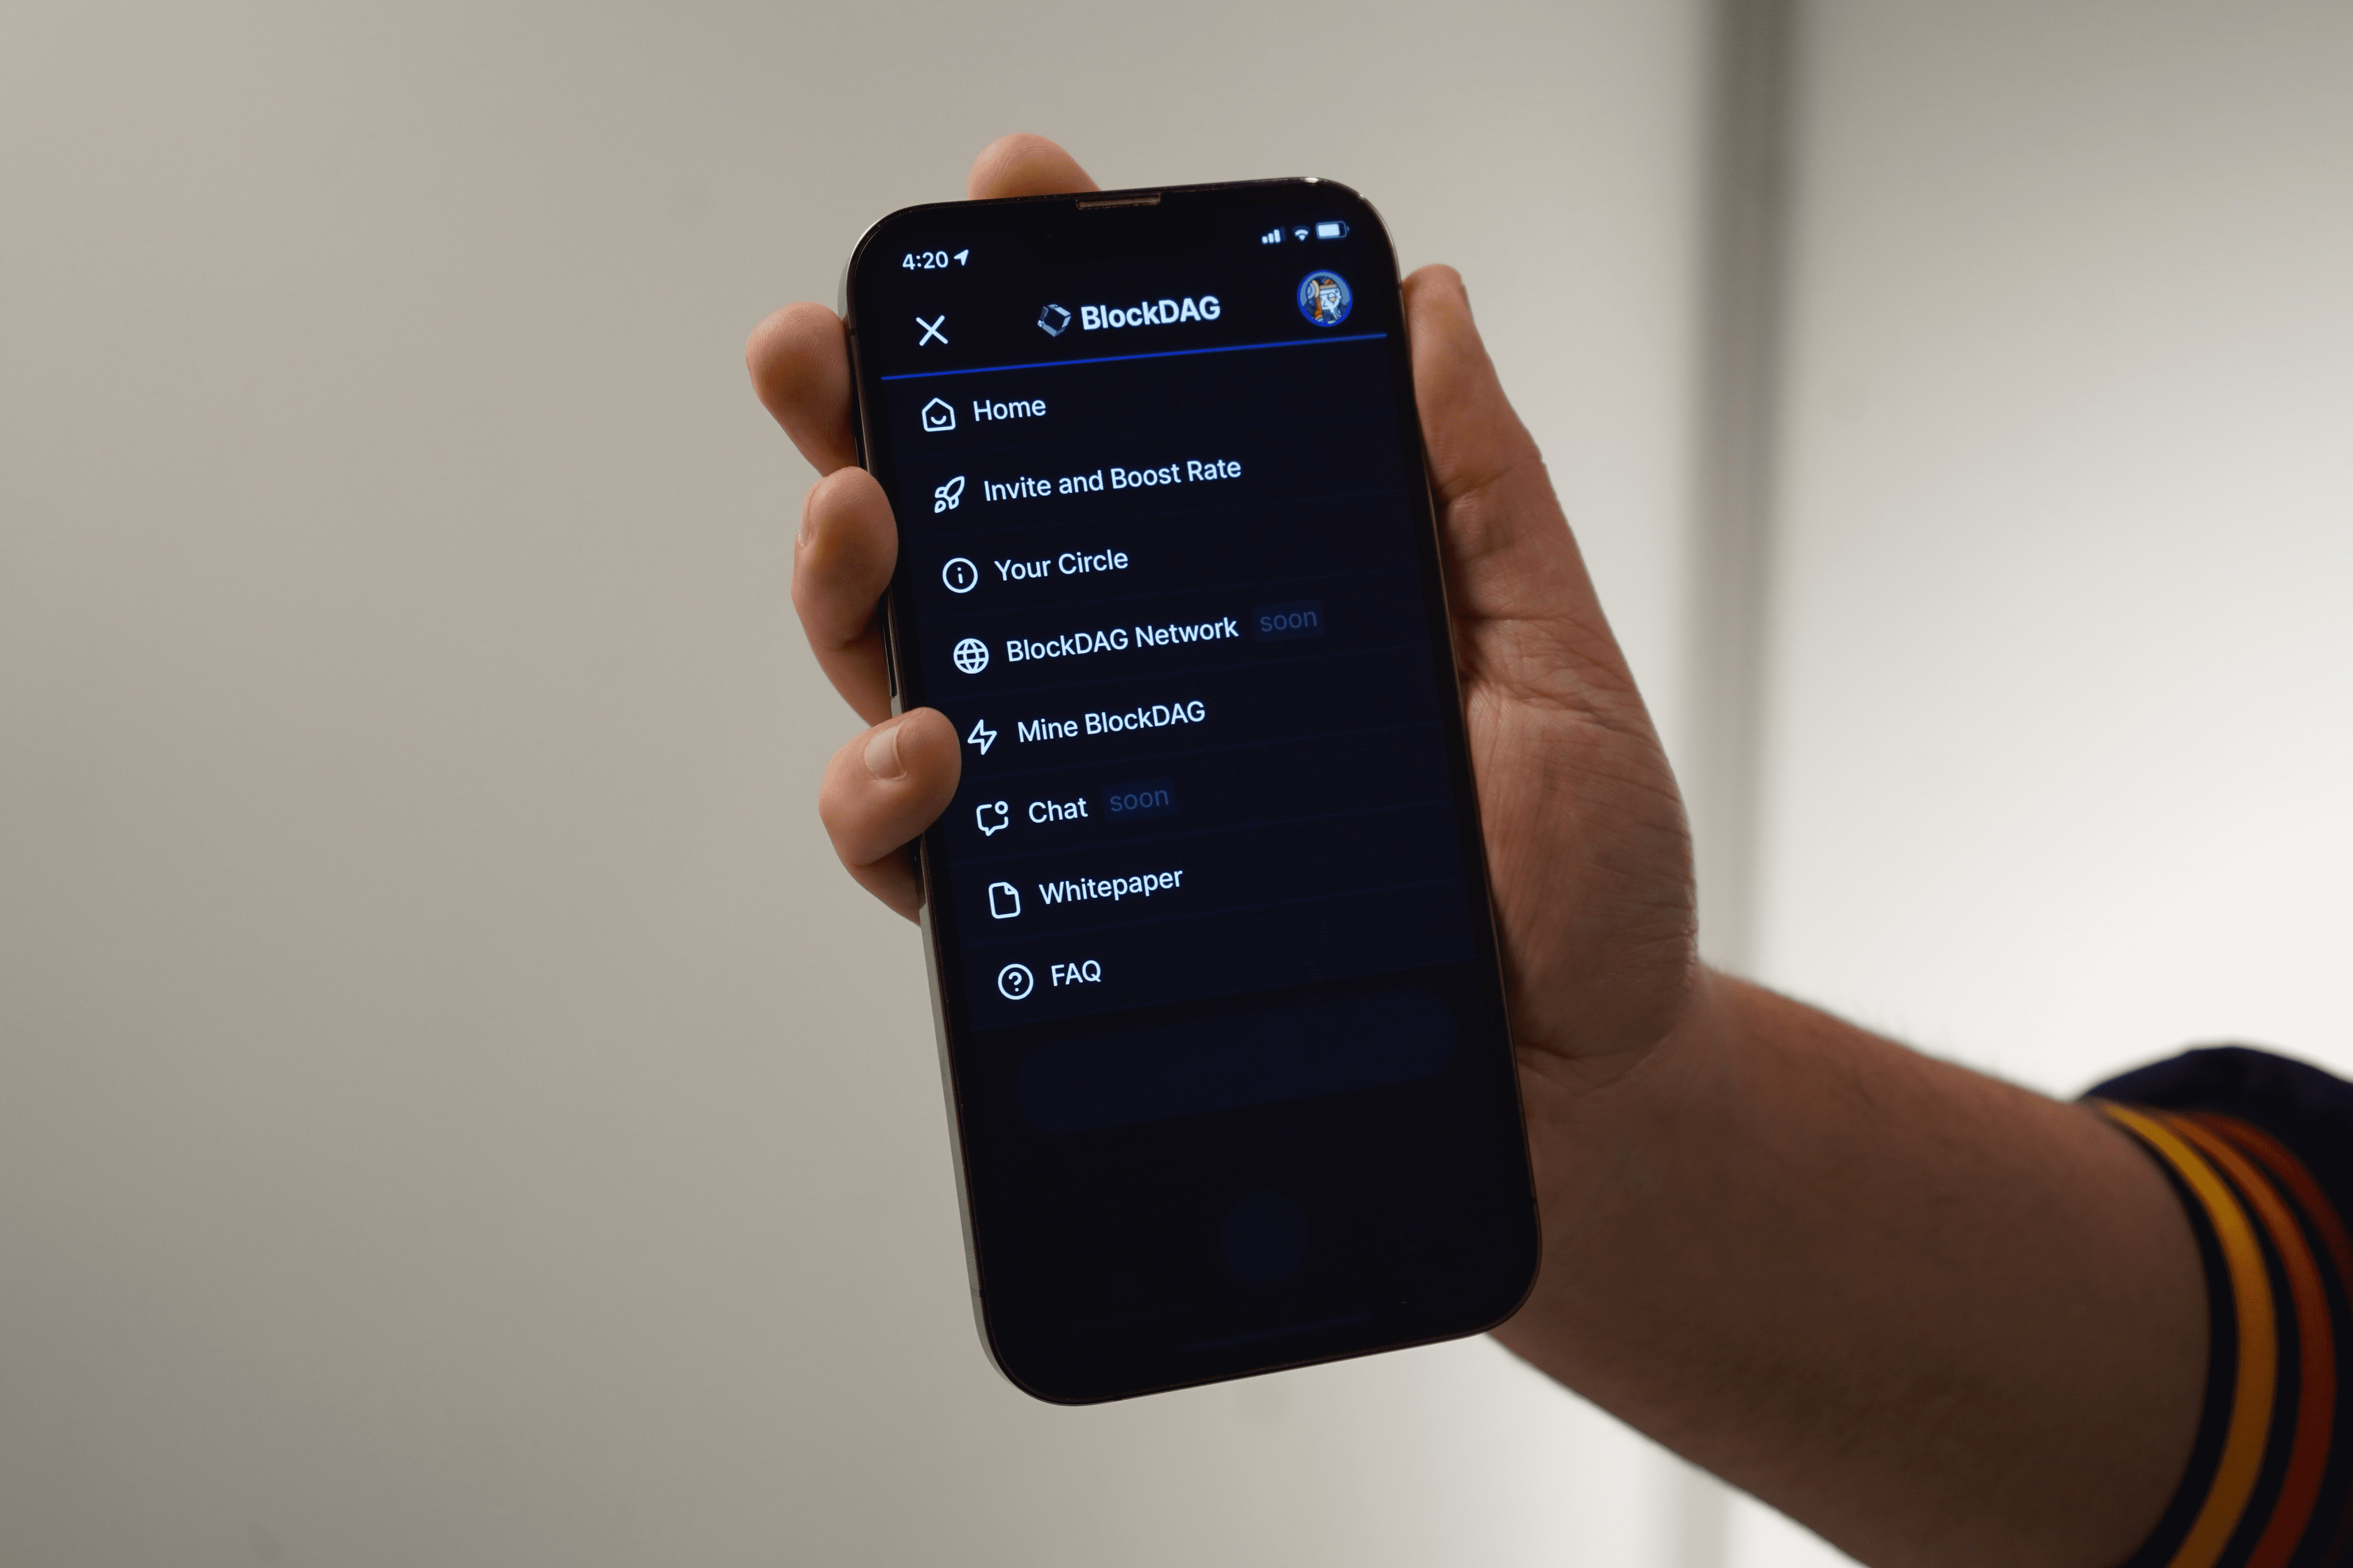 4:20
BlockDAG
Home
Invite and Boost Rate
Your Circle
BlockDAG Network soon
Mine BlockDAG
Chat soon
Whitepaper
FAQ